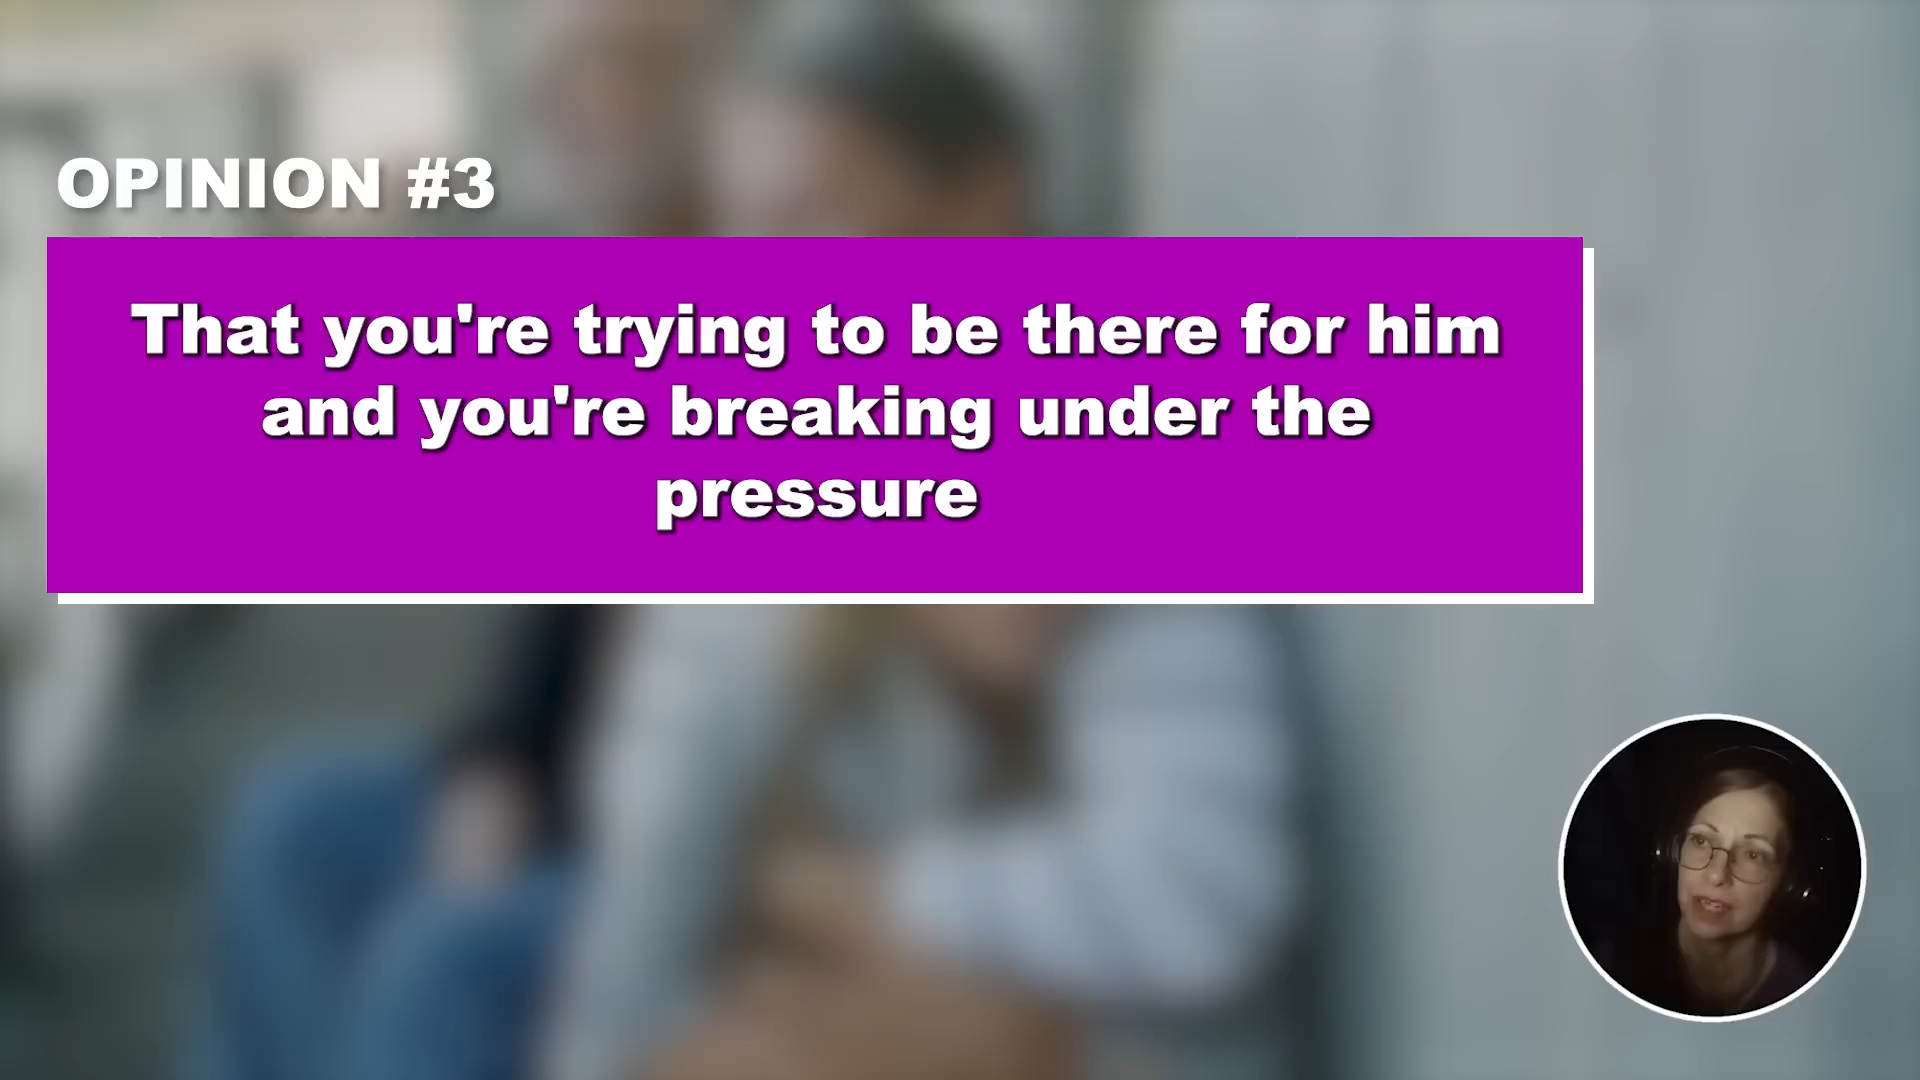 OPINION #3
That you're trying to be there for him
and you're breaking under the
pressure